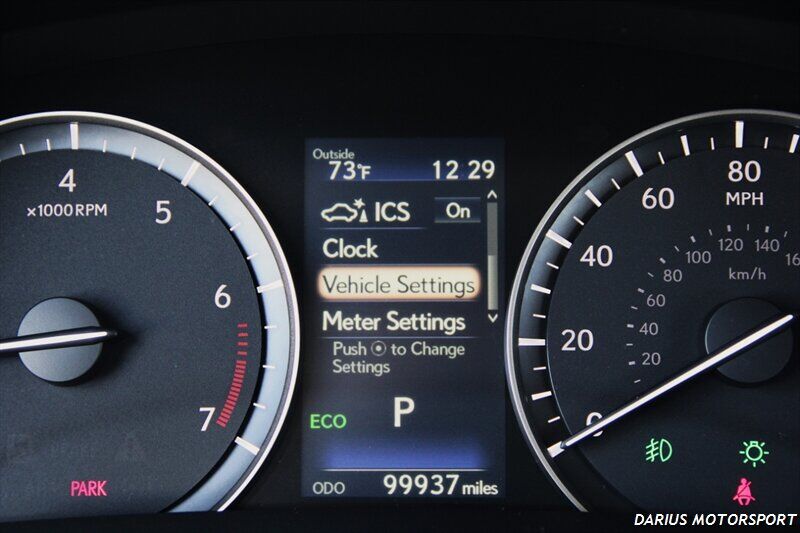 4
x1000 RPM
5
6
7
PARK
Outside
73°F 12 29
ICS On
Clock
Vehicle Settings
Meter Settings
Push ⊙ to Change
Settings
ECO
P
ODO 99937 miles
80
MPH
60
40
20
0
120 140
100
80
60
40
20
km/h
DARIUS MOTORSPORT